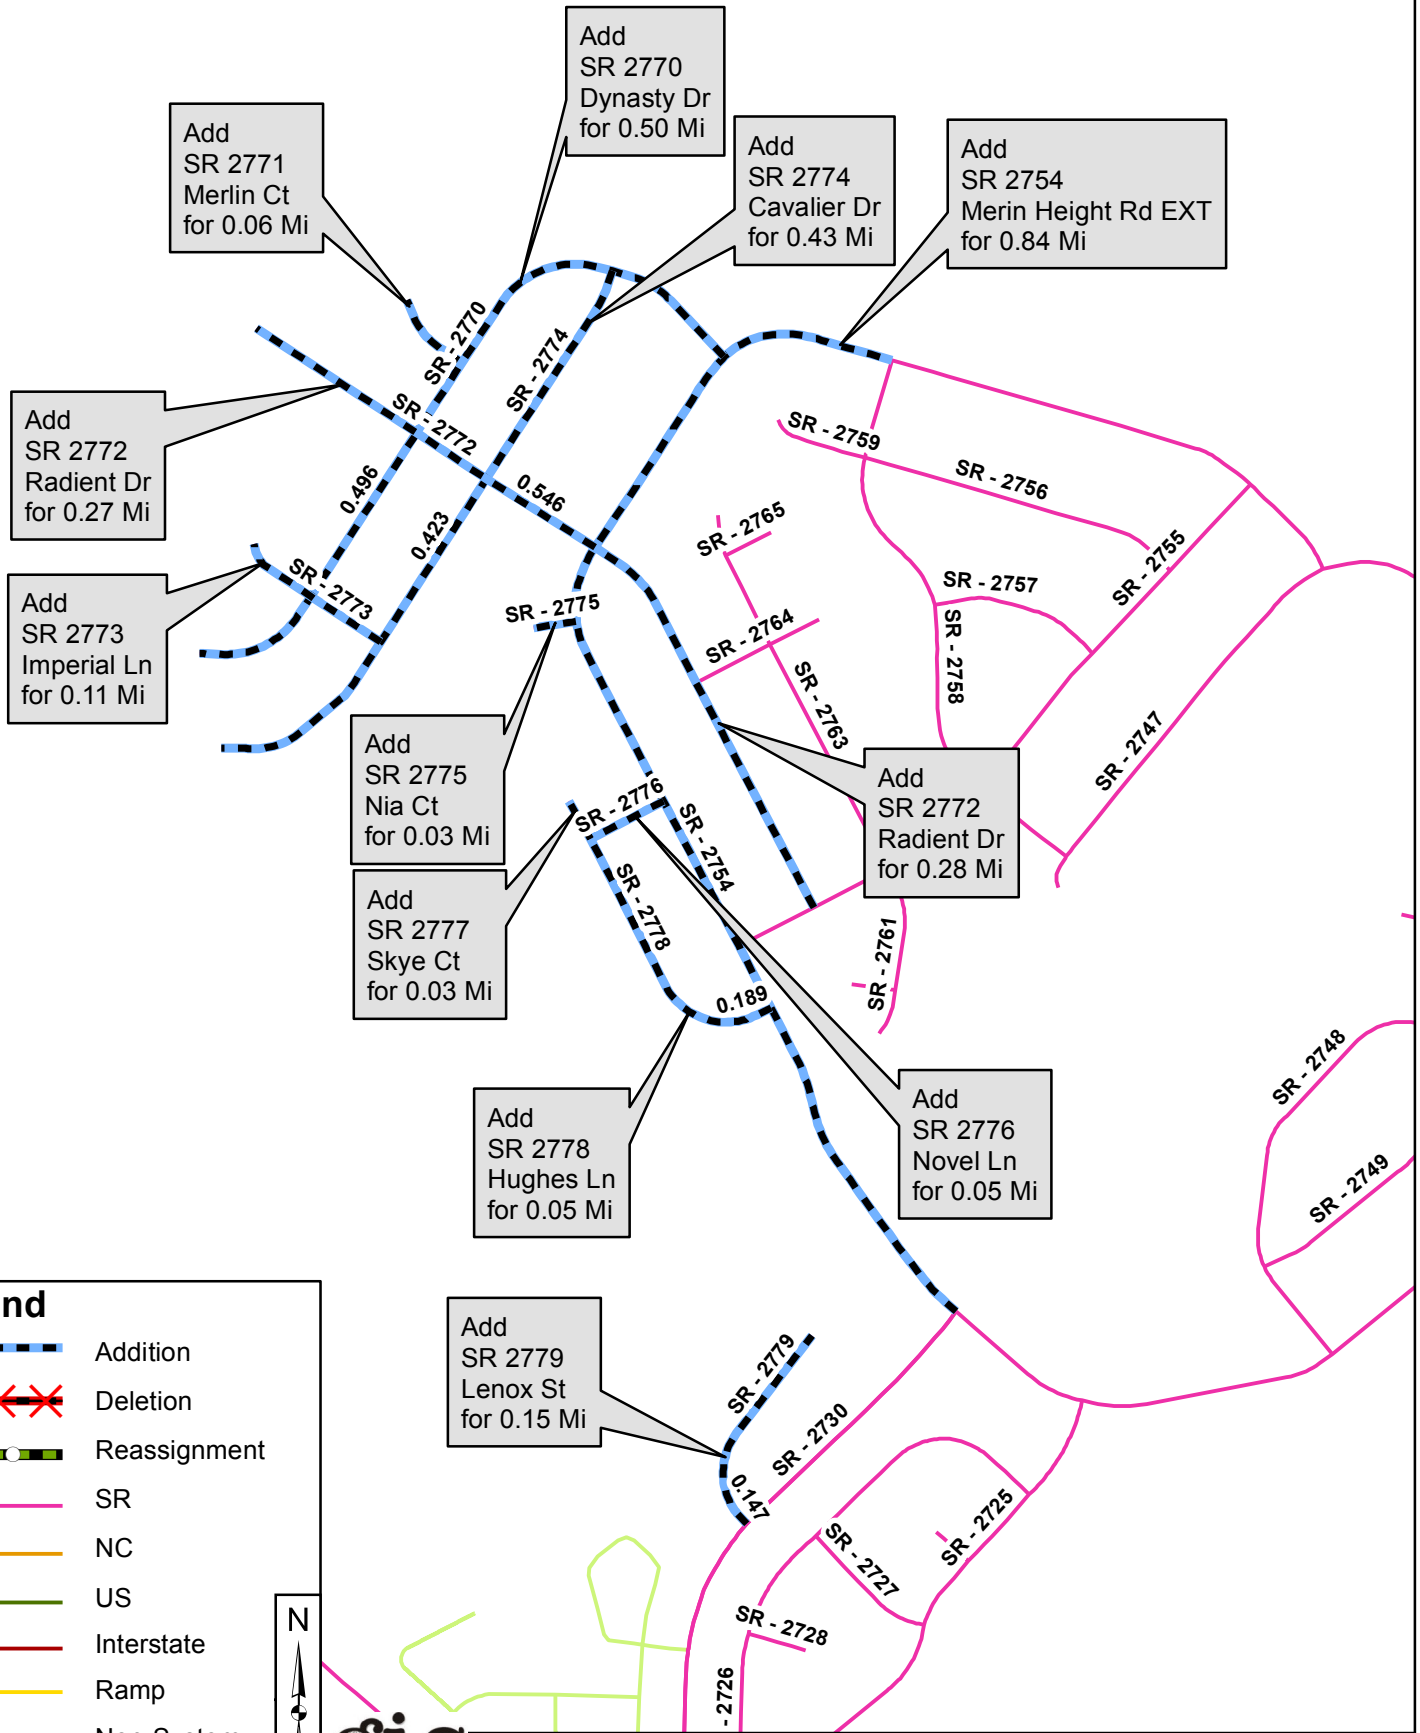 Add
SR 2770
Dynasty Dr
for 0.50 Mi
Add
SR 2771
Merlin Ct
for 0.06 Mi
Add
SR 2774
Cavalier Dr
for 0.43 Mi
Add
SR 2754
Merin Height Rd EXT
for 0.84 Mi
SR - 2770
SR - 2774
Add
SR 2772
Radient Dr
for 0.27 Mi
SR - 2772
SR - 2759
SR - 2756
0.496
0.546
0.423
SR - 2765
SR - 2755
SR - 2757
Add
SR 2773
Imperial Ln
for 0.11 Mi
SR - 2773
SR - 2775
SR - 2764
SR - 2758
SR - 2763
SR - 2747
Add
SR 2775
Nia Ct
for 0.03 Mi
Add
SR 2772
Radient Dr
for 0.28 Mi
SR - 2776
SR - 2754
SR - 2778
Add
SR 2777
Skye Ct
for 0.03 Mi
SR - 2761
0.189
SR - 2748
Add
SR 2778
Hughes Ln
for 0.05 Mi
Add
SR 2776
Novel Ln
for 0.05 Mi
SR - 2749
Add
SR 2779
Lenox St
for 0.15 Mi
SR - 2779
SR - 2730
0.147
SR - 2725
SR - 2727
SR - 2728
- 2726
nd
Addition
Deletion
Reassignment
SR
NC
US
Interstate
Ramp
N